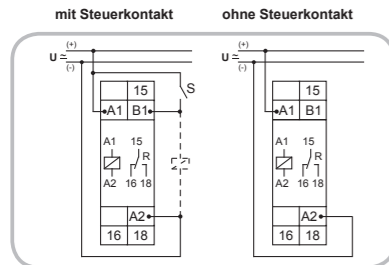 mit Steuerkontakt
(+)
U ≂
(-)
15
S
A1 B1
A1 15
R
A2 16 18
A2
16 18
ohne Steuerkontakt
(+)
U ≂
(-)
15
A1 B1
A1 15
R
A2 16 18
A2
16 18